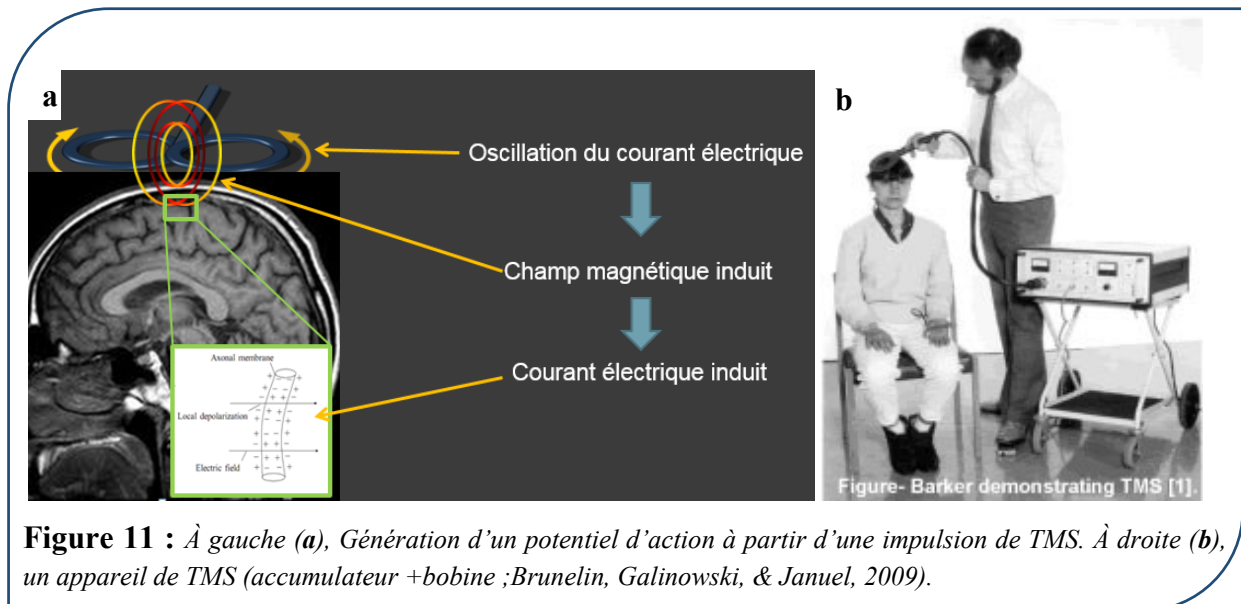 a
b
Oscillation du courant électrique
Champ magnétique induit
Courant électrique induit
Axonal membrane
Local depolarization
Electric field
Figure- Barker demonstrating TMS [1].
Figure 11 : À gauche (a), Génération d'un potentiel d'action à partir d'une impulsion de TMS. À droite (b),
un appareil de TMS (accumulateur +bobine ;Brunelin, Galinowski, & Januel, 2009).